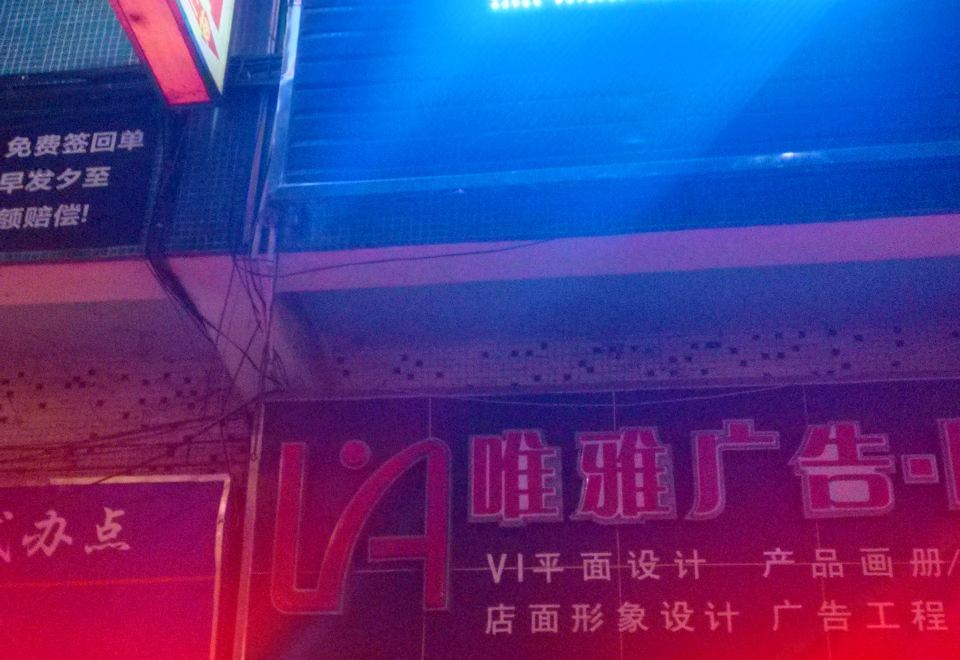 免费签回单
早发夕至
额赔偿!
办点
唯雅广告·
VI平面设计 产品画册/
店面形象设计 广告工程